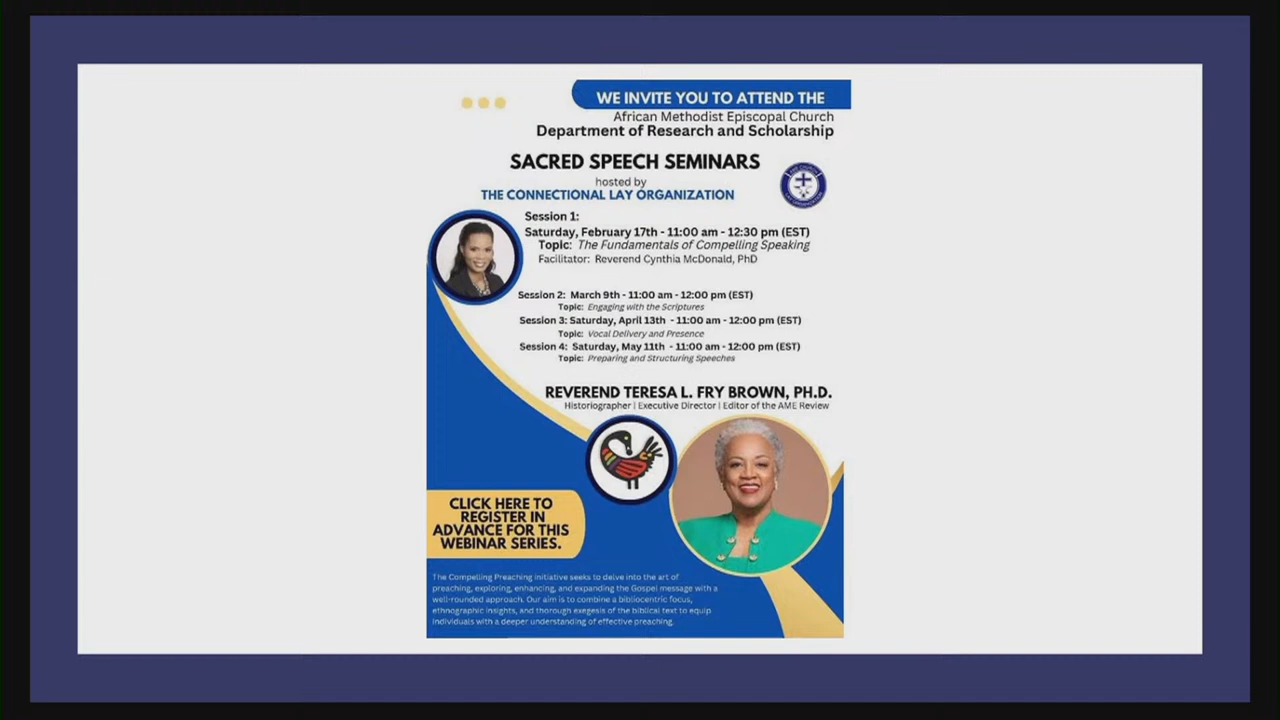 WE INVITE YOU TO ATTEND THE
African Methodist Episcopal Church
Department of Research and Scholarship
SACRED SPEECH SEMINARS
hosted by
THE CONNECTIONAL LAY ORGANIZATION
Session 1:
Saturday, February 17th - 11:00 am - 12:30 pm (EST)
Topic: The Fundamentals of Compelling Speaking
Facilitator: Reverend Cynthia McDonald, PhD
Session 2: March 9th - 11:00 am - 12:00 pm (EST)
Topic: Engaging with the Scriptures
Session 3: Saturday, April 13th - 11:00 am - 12:00 pm (EST)
Topic: Vocal Delivery and Presence
Session 4: Saturday, May 11th - 11:00 am - 12:00 pm (EST)
Topic: Preparing and Structuring Speeches
REVEREND TERESA L. FRY BROWN, PH.D.
Historiographer | Executive Director | Editor of the AME Review
CLICK HERE TO
REGISTER IN
ADVANCE FOR THIS
WEBINAR SERIES.
The Compelling Preaching initiative seeks to delve into the art of
preaching, exploring, enhancing, and expanding the Gospel message with a
well-rounded approach. Our aim is to combine a bibliocentric focus,
ethnographic insights, and thorough exegesis of the biblical text to equip
individuals with a deeper understanding of effective preaching.